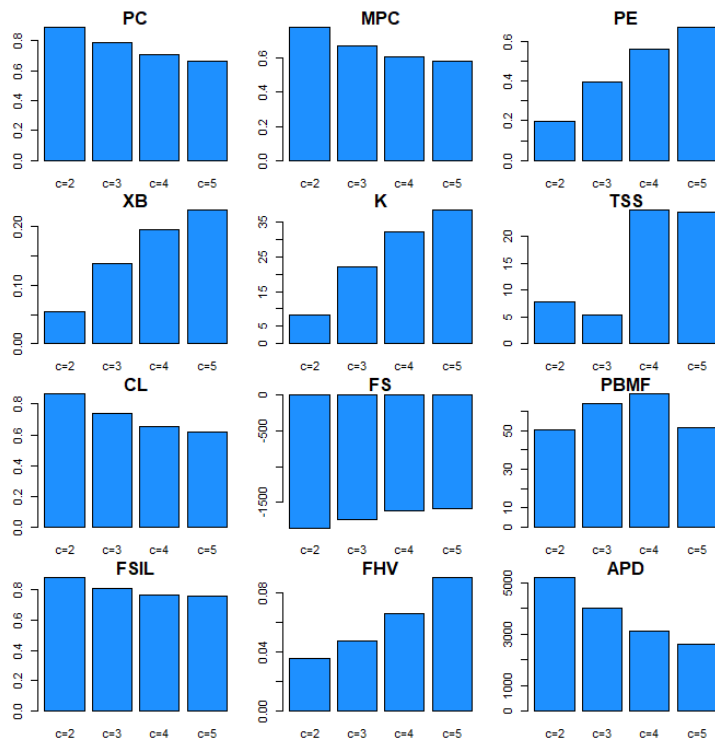 PC
0.0 0.2 0.4 0.6 0.8
c=2 c=3 c=4 c=5
MPC
0.0 0.2 0.4 0.6
c=2 c=3 c=4 c=5
PE
0.0 0.2 0.4 0.6
c=2 c=3 c=4 c=5
XB
0.00 0.10 0.20
c=2 c=3 c=4 c=5
K
0 5 15 25 35
c=2 c=3 c=4 c=5
TSS
0 5 10 15 20
c=2 c=3 c=4 c=5
CL
0.0 0.2 0.4 0.6 0.8
c=2 c=3 c=4 c=5
FS
-1500 -500 0
c=2 c=3 c=4 c=5
PBMF
0 10 30 50
c=2 c=3 c=4 c=5
FSIL
0.0 0.2 0.4 0.6 0.8
c=2 c=3 c=4 c=5
FHV
0.00 0.04 0.08
c=2 c=3 c=4 c=5
APD
0 1000 3000 5000
c=2 c=3 c=4 c=5